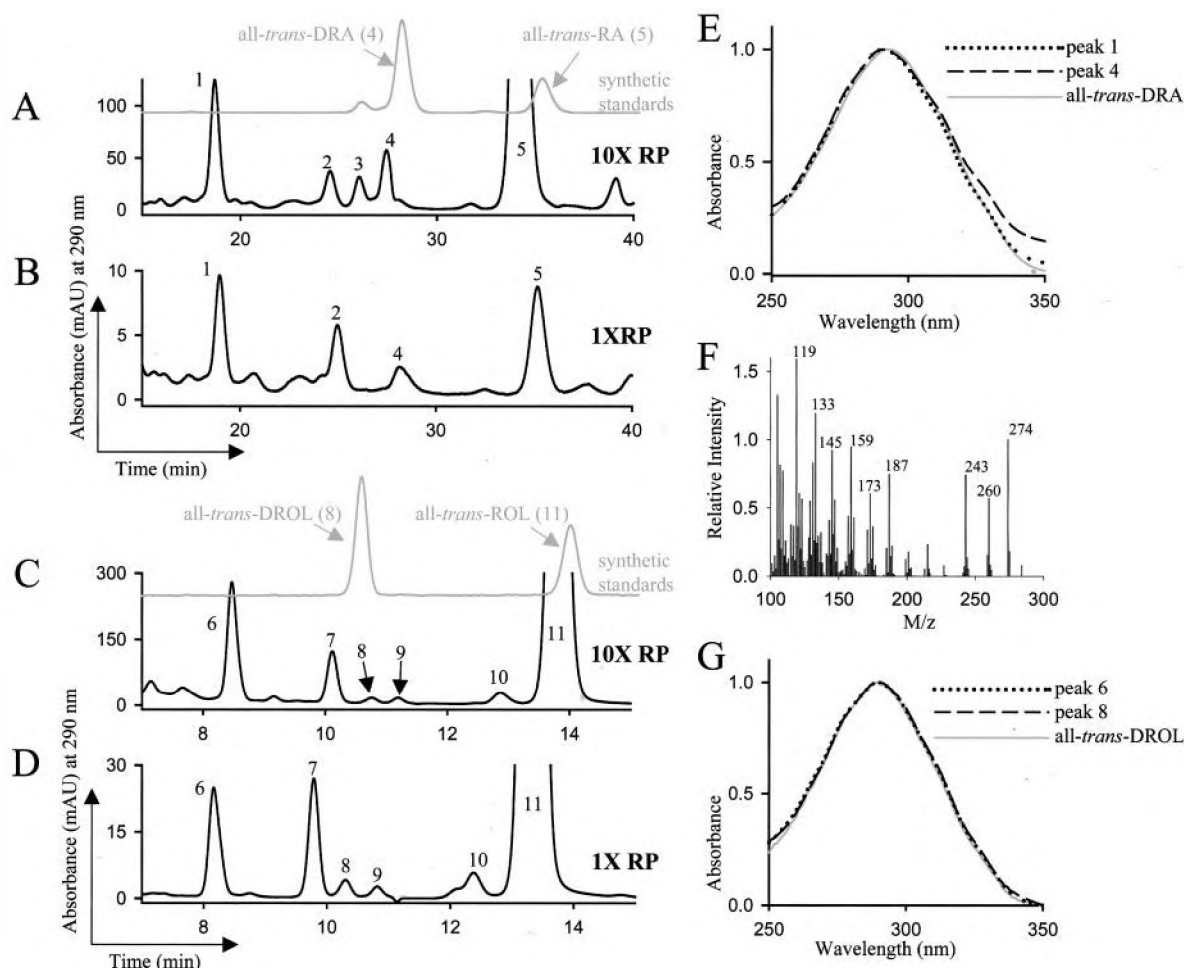 A
all-trans-DRA (4)
all-trans-RA (5)
synthetic
standards
10X RP
1
2
3
4
5
100
50
0
20
30
40
B
1XRP
1
2
4
5
10
5
0
20
30
40
Absorbance (mAU) at 290 nm
Time (min)
C
all-trans-DROL (8)
all-trans-ROL (11)
synthetic
standards
10X RP
6
7
8
9
10
11
300
150
0
8
10
12
14
D
1X RP
6
7
8
9
10
11
30
15
0
8
10
12
14
Absorbance (mAU) at 290 nm
Time (min)
E
peak 1
peak 4
all-trans-DRA
1.0
0.5
0.0
Absorbance
250
300
350
Wavelength (nm)
F
119
133
145
159
173
187
243
260
274
1.5
1.0
0.5
0.0
Relative Intensity
100
150
200
250
300
M/z
G
peak 6
peak 8
all-trans-DROL
1.0
0.5
0.0
Absorbance
250
300
350
Wavelength (nm)